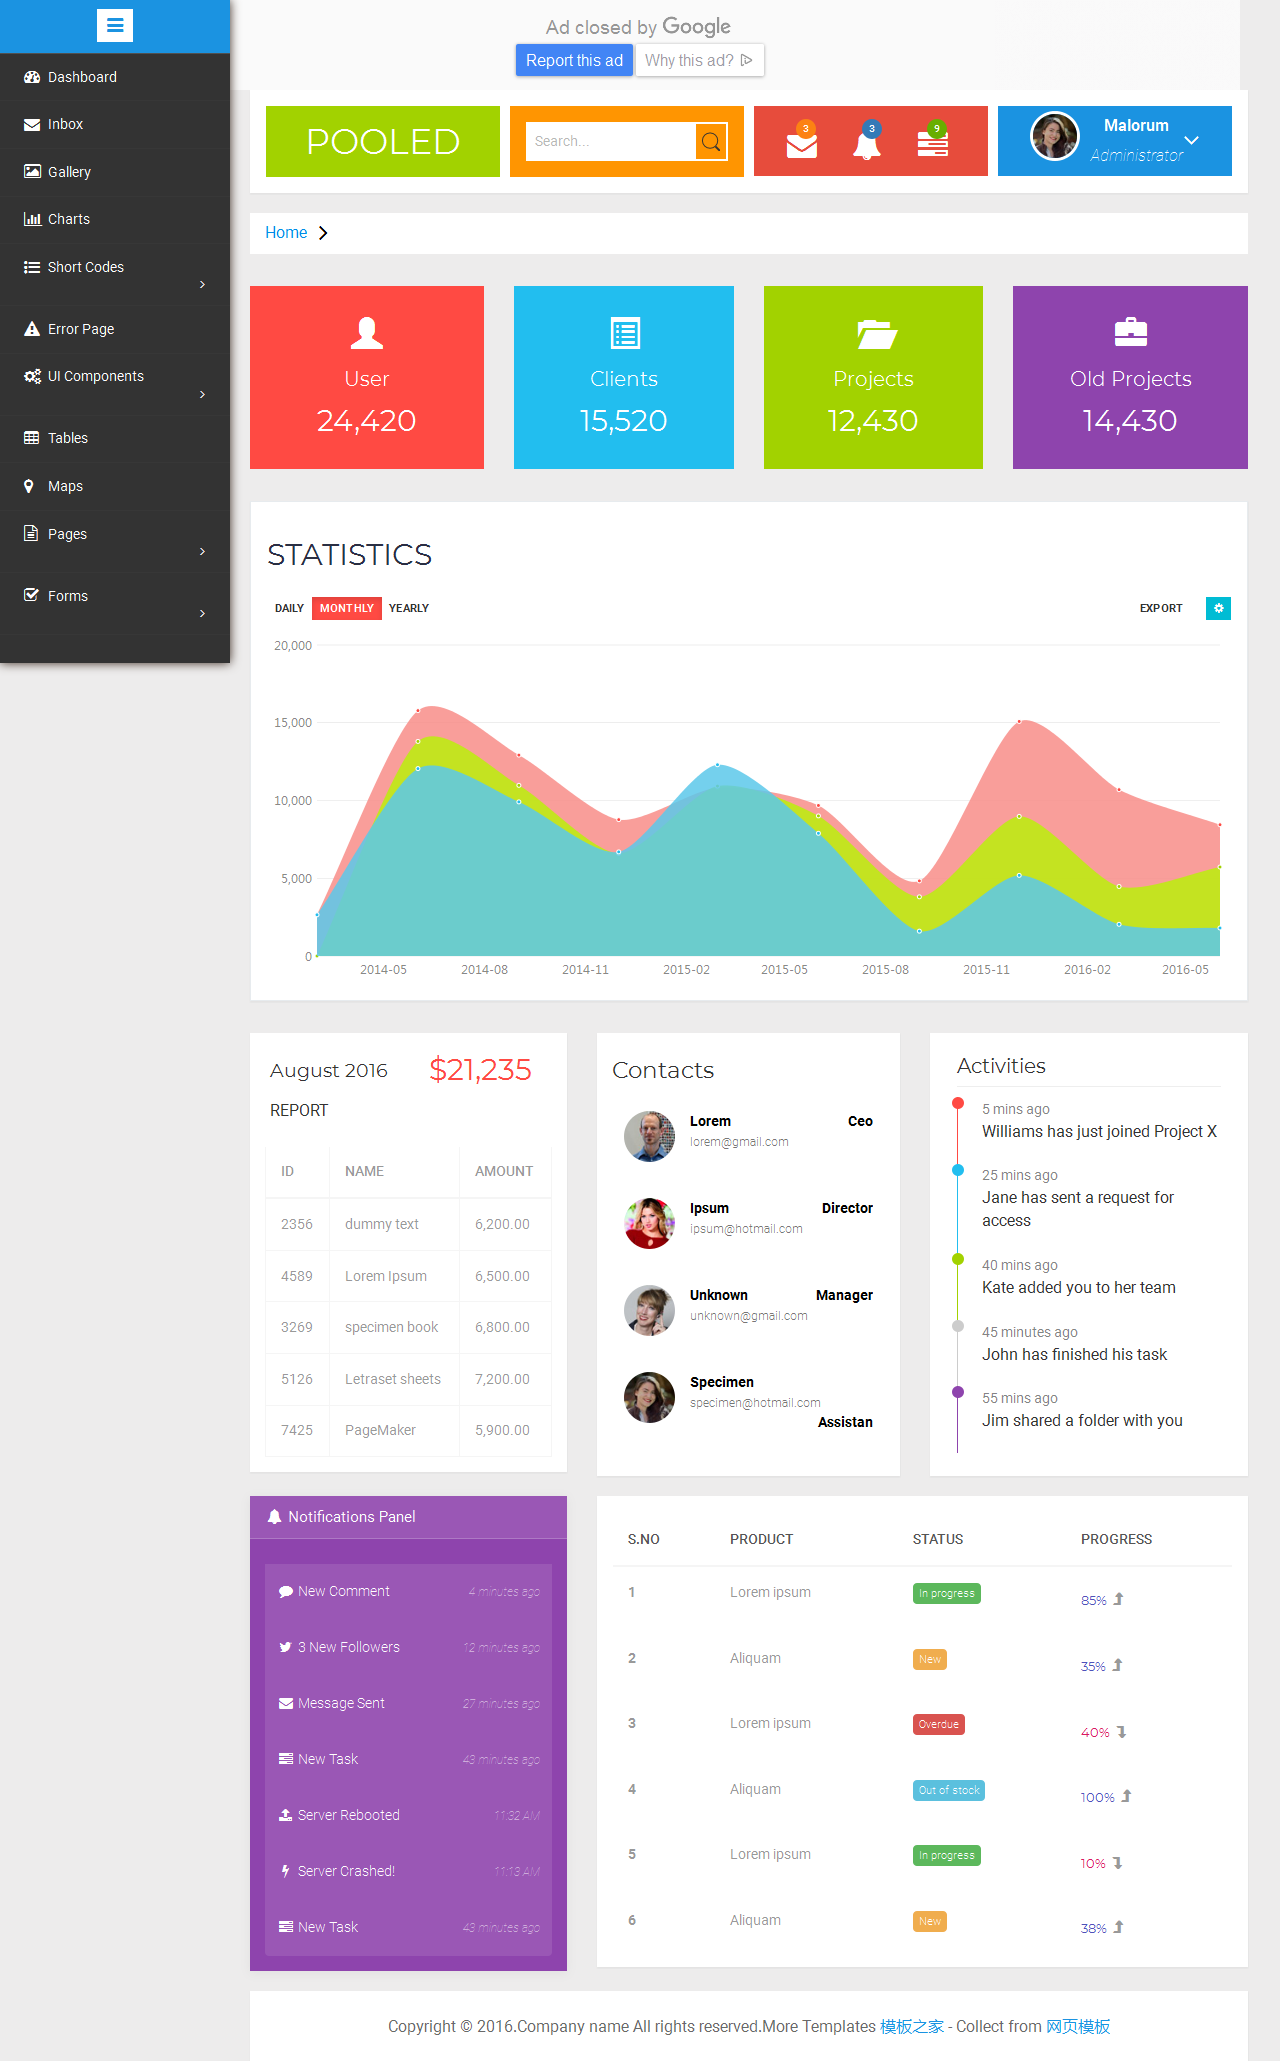 Ad closed by Google
Report this ad
Why this ad?
Dashboard
Inbox
Gallery
Charts
Short Codes
Error Page
UI Components
Tables
Maps
Pages
Forms
POOLED
Search...
3
3
9
Malorum
Administrator
Home
User
24,420
Clients
15,520
Projects
12,430
Old Projects
14,430
STATISTICS
DAILY MONTHLY YEARLY EXPORT
20,000
15,000
10,000
5,000
0
2014-05 2014-08 2014-11 2015-02 2015-05 2015-08 2015-11 2016-02 2016-05
August 2016 $21,235
REPORT
ID NAME AMOUNT
2356 dummy text 6,200.00
4589 Lorem Ipsum 6,500.00
3269 specimen book 6,800.00
5126 Letraset sheets 7,200.00
7425 PageMaker 5,900.00
Contacts
Lorem Ceo
lorem@gmail.com
Ipsum Director
ipsum@hotmail.com
Unknown Manager
unknown@gmail.com
Specimen
specimen@hotmail.com
Assistan
Activities
5 mins ago
Williams has just joined Project X
25 mins ago
Jane has sent a request for
access
40 mins ago
Kate added you to her team
45 minutes ago
John has finished his task
55 mins ago
Jim shared a folder with you
Notifications Panel
New Comment 4 minutes ago
3 New Followers 12 minutes ago
Message Sent 27 minutes ago
New Task 43 minutes ago
Server Rebooted 11:32 AM
Server Crashed! 11:13 AM
New Task 43 minutes ago
S.NO PRODUCT STATUS PROGRESS
1 Lorem ipsum In progress 85%
2 Aliquam New 35%
3 Lorem ipsum Overdue 40%
4 Aliquam Out of stock 100%
5 Lorem ipsum In progress 10%
6 Aliquam New 38%
Copyright © 2016.Company name All rights reserved.More Templates 模板之家 - Collect from 网页模板